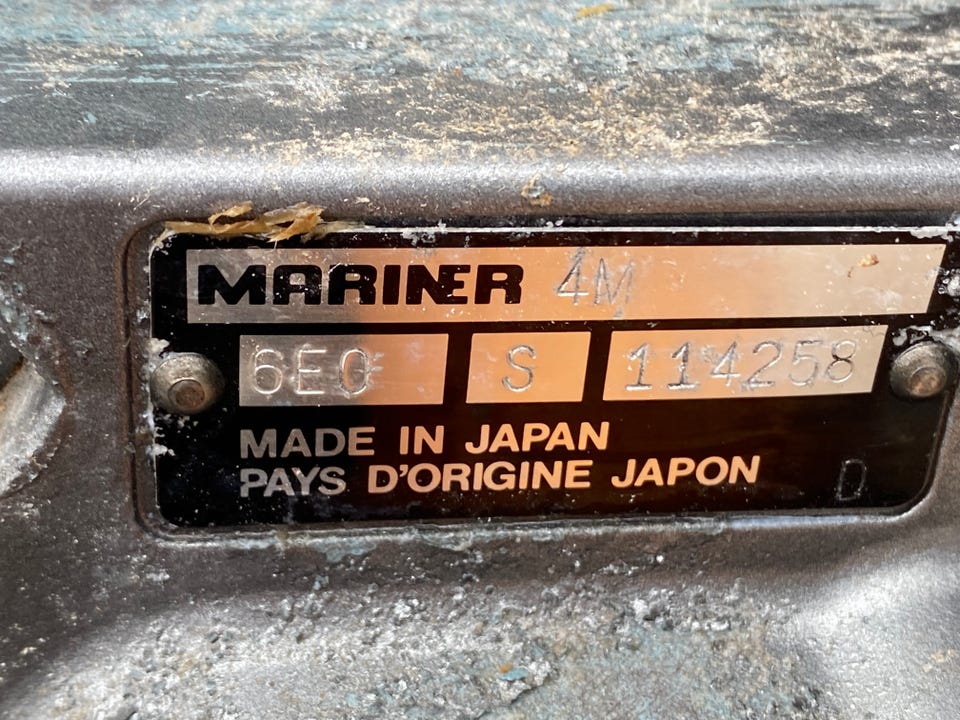 MARINER 4M
6E0 S 114258
MADE IN JAPAN
PAYS D'ORIGINE JAPON D